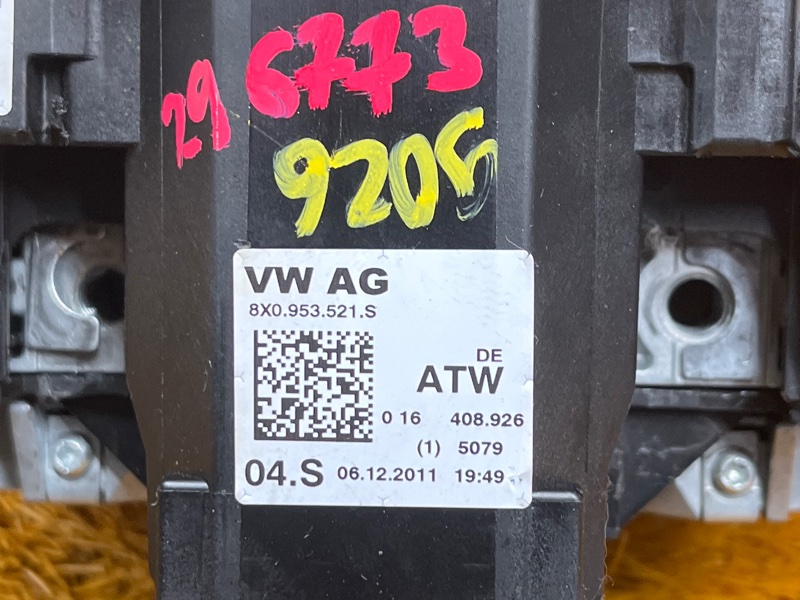 29 6773
9205
VW AG
8X0.953.521.S
DE
ATW
0 16 408.926
(1) 5079
04.S 06.12.2011 19:49